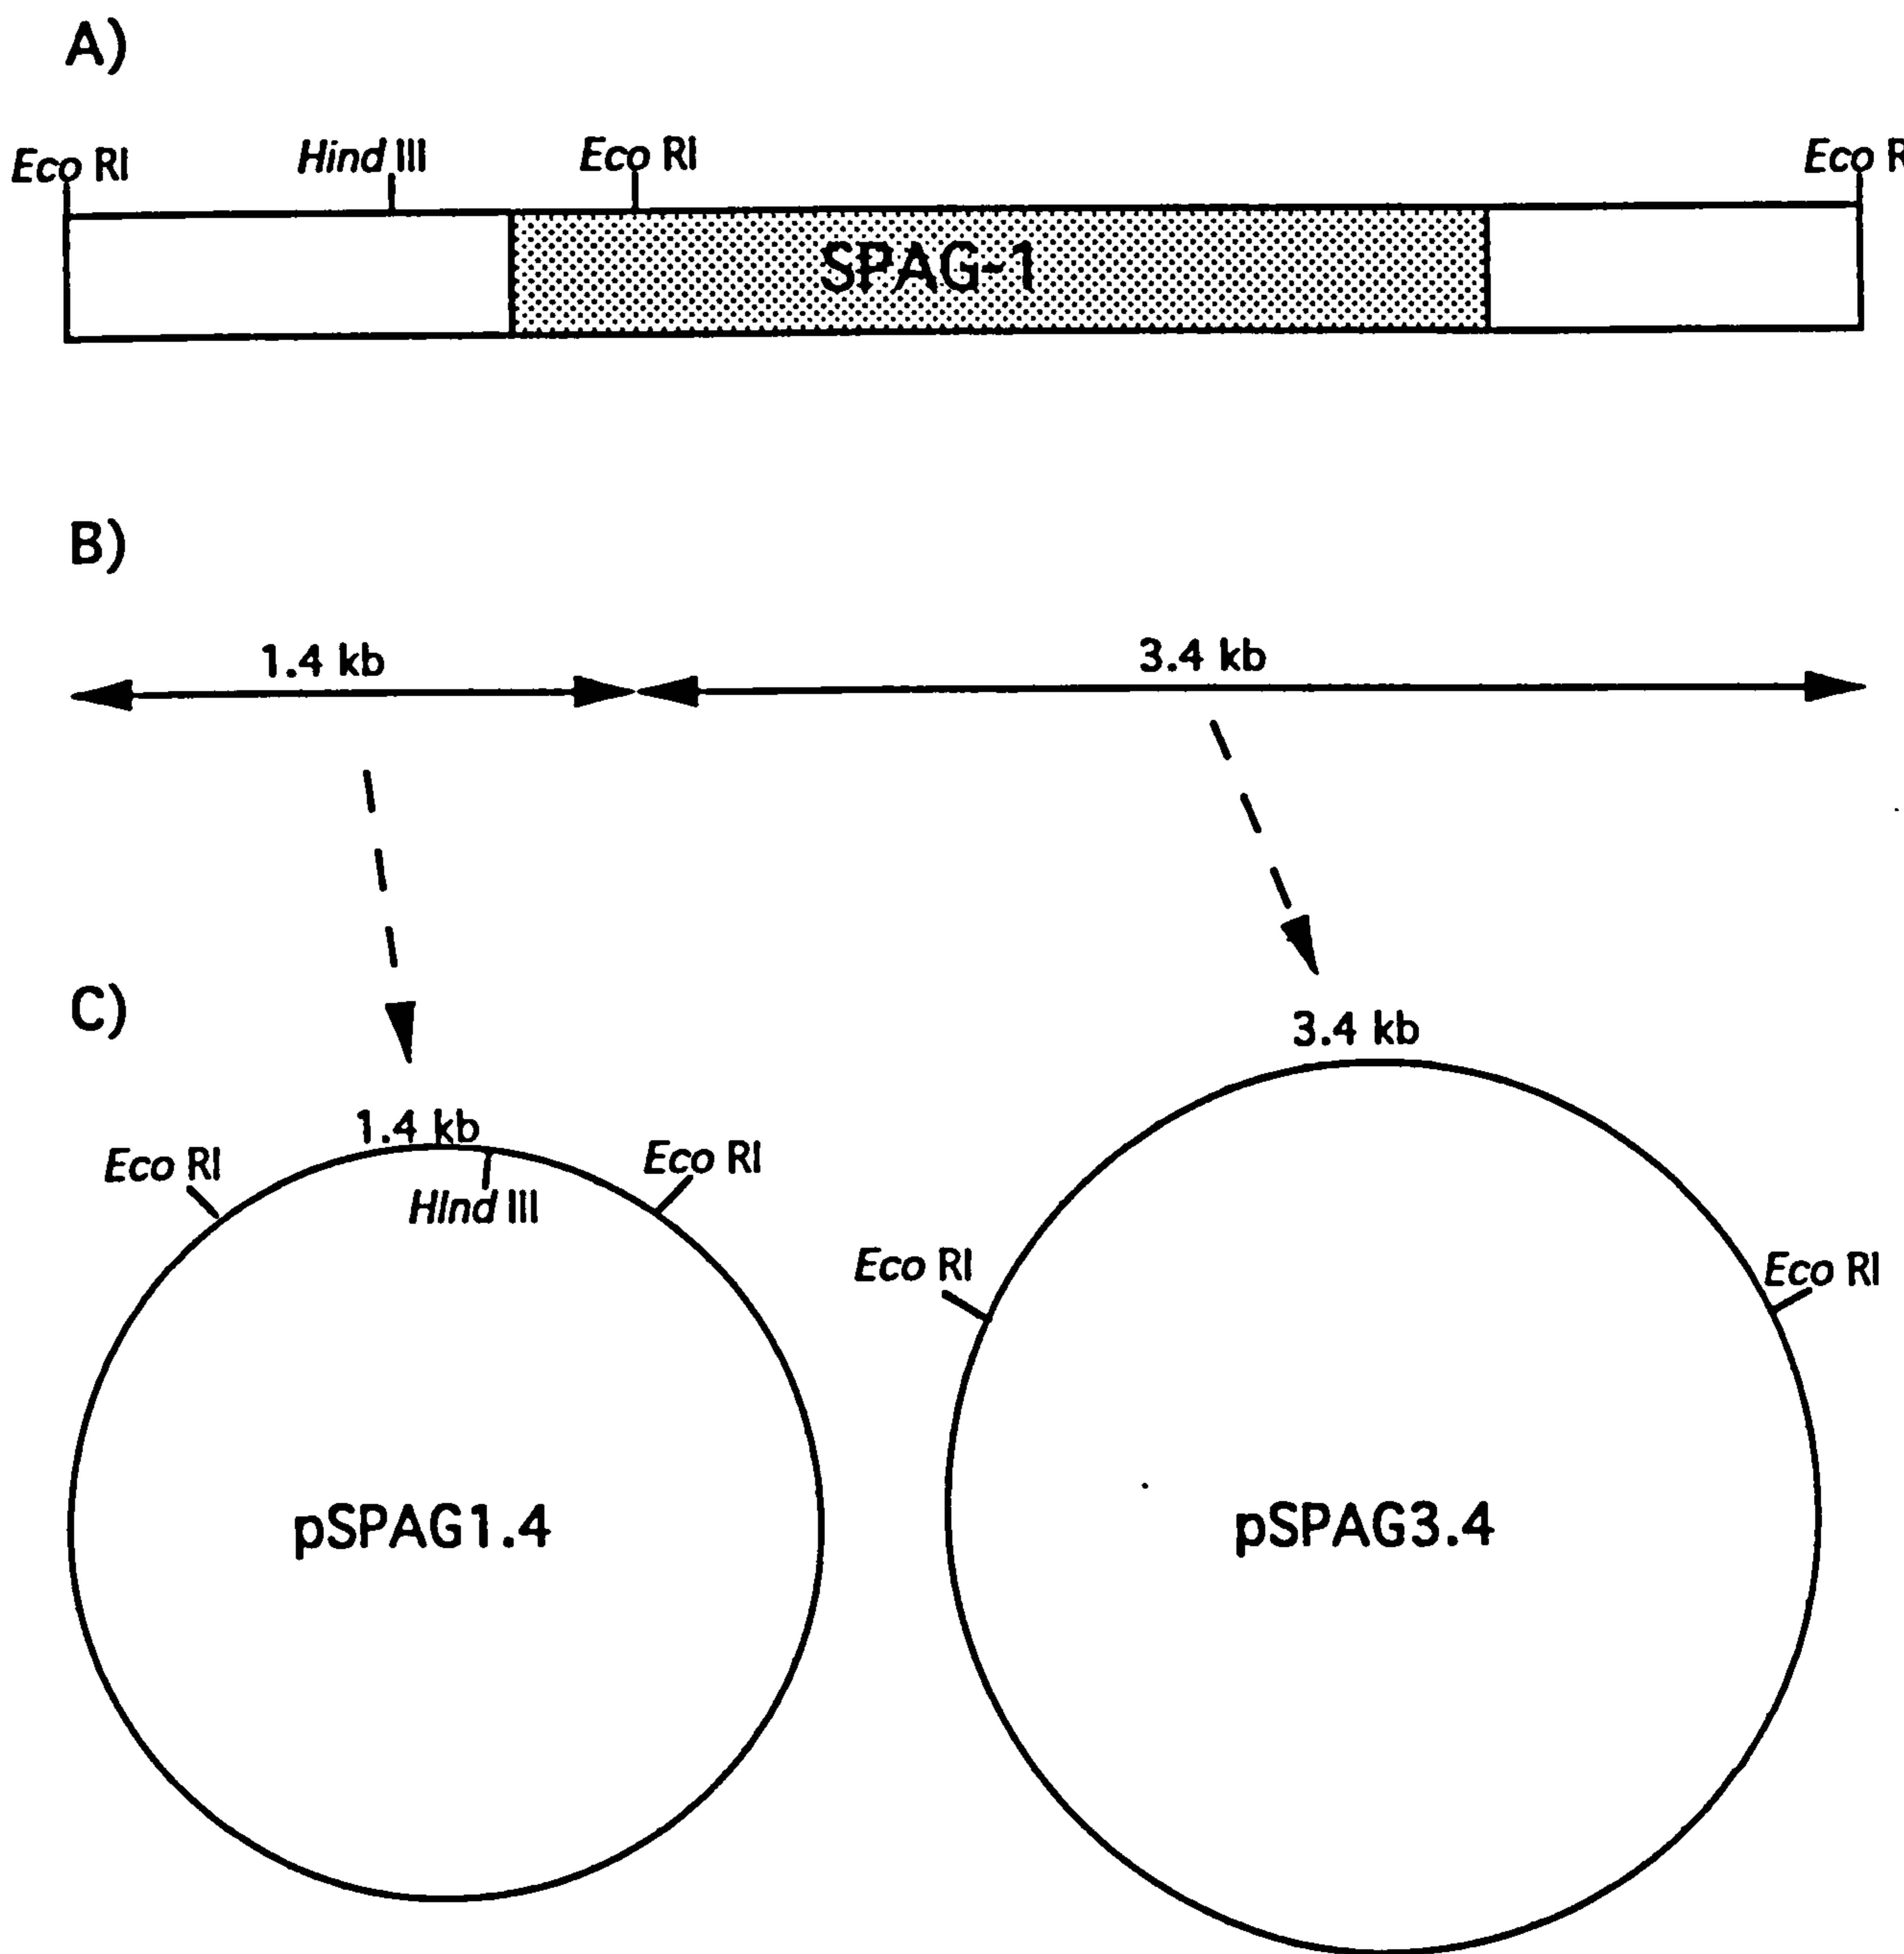 A)
Eco RI
Hind III
Eco RI
Eco R
SPAG-1
B)
1.4 kb
3.4 kb
C)
3.4 kb
1.4 kb
Eco RI
Eco RI
Hind III
Eco RI
Eco RI
pSPAG1.4
pSPAG3.4